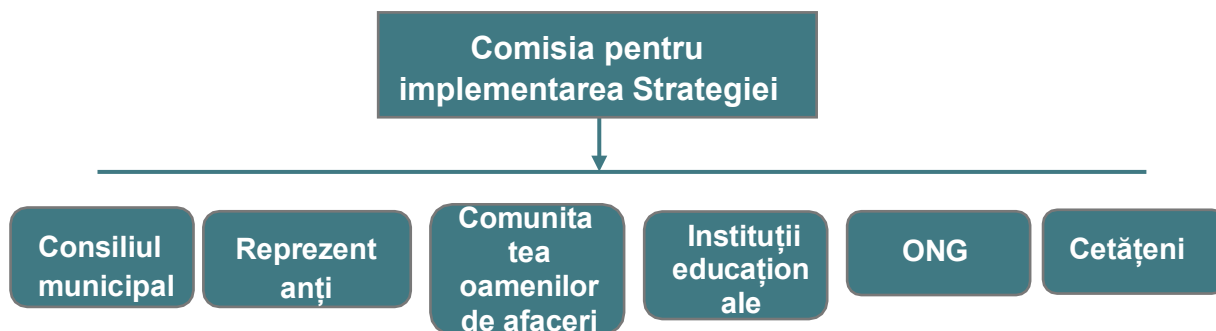 Comisia pentru
implementarea Strategiei
Consiliul
municipal
Reprezent
anți
Comunita
tea
oamenilor
de afaceri
Instituții
educațion
ale
ONG
Cetățeni